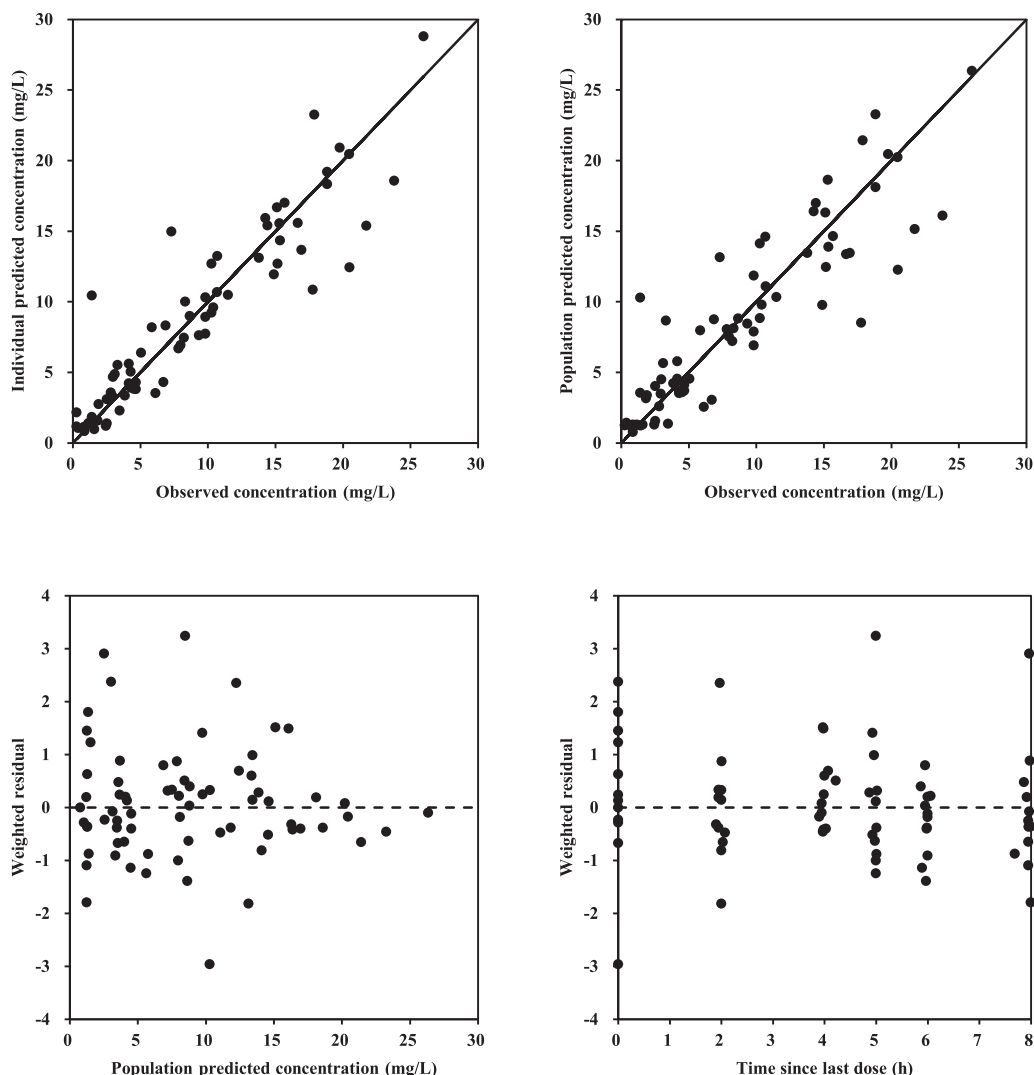 30
25
20
15
10
5
0
0 5 10 15 20 25 30
Individual predicted concentration (mg/L)
Observed concentration (mg/L)
30
25
20
15
10
5
0
0 5 10 15 20 25 30
Population predicted concentration (mg/L)
Observed concentration (mg/L)
4
3
2
1
0
-1
-2
-3
-4
0 5 10 15 20 25 30
Weighted residual
Population predicted concentration (mg/L)
4
3
2
1
0
-1
-2
-3
-4
0 1 2 3 4 5 6 7 8
Weighted residual
Time since last dose (h)